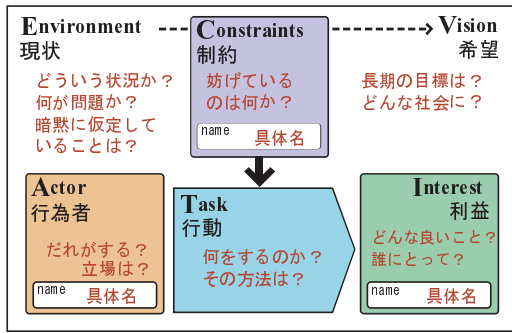 Environment
現状
どういう状況か？
何が問題か？
暗黙に仮定して
いることは？
Constraints
制約
妨げている
のは何か？
name 具体名
Vision
希望
長期の目標は？
どんな社会に？
Actor
行為者
だれがする？
立場は？
name 具体名
Task
行動
何をするのか？
その方法は？
Interest
利益
どんな良いこと？
誰にとって？
name 具体名